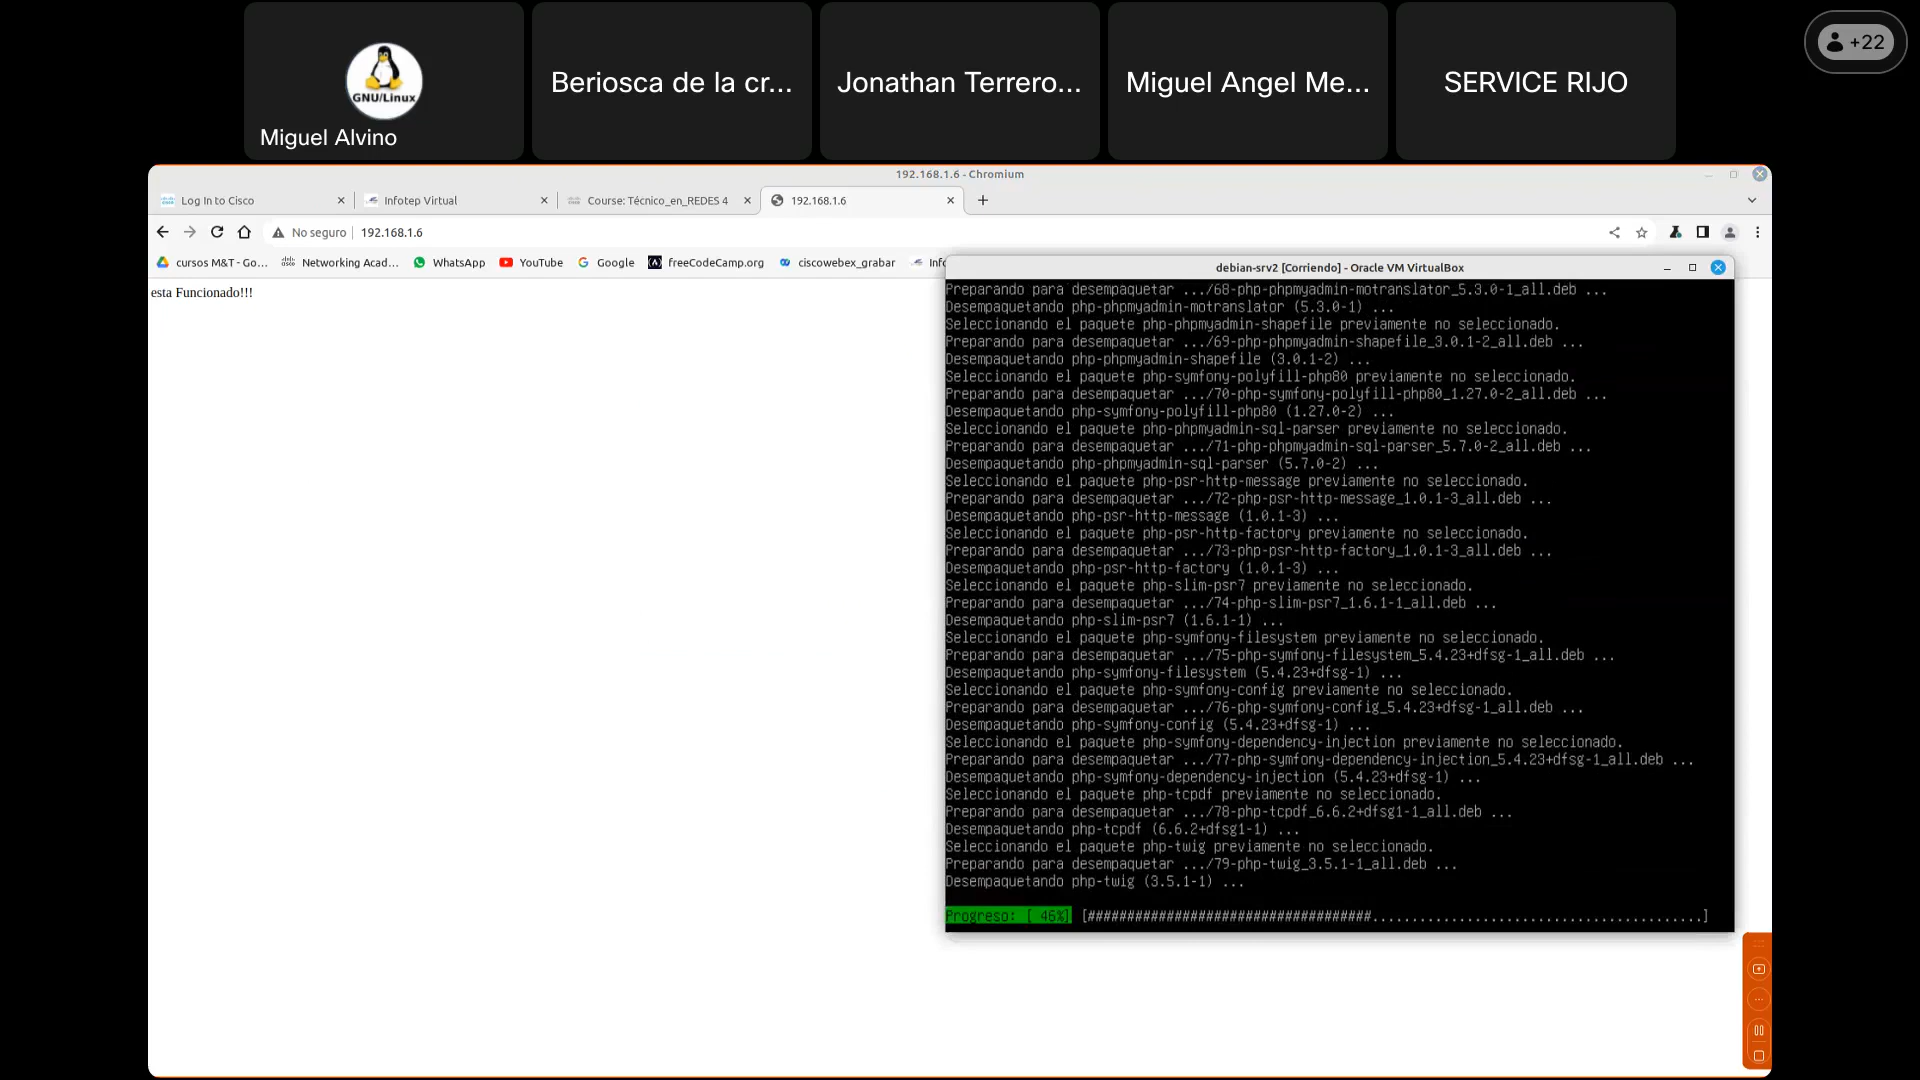 GNU/Linux
Miguel Alvino
Beriosca de la cr...
Jonathan Terrero...
Miguel Angel Me...
SERVICE RIJO
+22
192.168.1.6 - Chromium
Log In to Cisco
Infotep Virtual
Course: Técnico_en_REDES 4
192.168.1.6
No seguro
192.168.1.6
cursos M&T - Go...
Networking Acad...
WhatsApp
YouTube
Google
freeCodeCamp.org
ciscowebex_grabar
Info
esta Funcionado!!!
debian-srv2 [Corriendo] - Oracle VM VirtualBox
Preparando para desempaquetar .../68-php-phpmyadmin-motranslator_5.3.0-1_all.deb ...
Desempaquetando php-phpmyadmin-motranslator (5.3.0-1) ...
Seleccionando el paquete php-phpmyadmin-shapefile previamente no seleccionado.
Preparando para desempaquetar .../69-php-phpmyadmin-shapefile_3.0.1-2_all.deb ...
Desempaquetando php-phpmyadmin-shapefile (3.0.1-2) ...
Seleccionando el paquete php-symfony-polyfill-php80 previamente no seleccionado.
Preparando para desempaquetar .../70-php-symfony-polyfill-php80_1.27.0-2_all.deb ...
Desempaquetando php-symfony-polyfill-php80 (1.27.0-2) ...
Seleccionando el paquete php-phpmyadmin-sql-parser previamente no seleccionado.
Preparando para desempaquetar .../71-php-phpmyadmin-sql-parser_5.7.0-2_all.deb ...
Desempaquetando php-phpmyadmin-sql-parser (5.7.0-2) ...
Seleccionando el paquete php-psr-http-message previamente no seleccionado.
Preparando para desempaquetar .../72-php-psr-http-message_1.0.1-3_all.deb ...
Desempaquetando php-psr-http-message (1.0.1-3) ...
Seleccionando el paquete php-psr-http-factory previamente no seleccionado.
Preparando para desempaquetar .../73-php-psr-http-factory_1.0.1-3_all.deb ...
Desempaquetando php-psr-http-factory (1.0.1-3) ...
Seleccionando el paquete php-slim-psr7 previamente no seleccionado.
Preparando para desempaquetar .../74-php-slim-psr7_1.6.1-1_all.deb ...
Desempaquetando php-slim-psr7 (1.6.1-1) ...
Seleccionando el paquete php-symfony-filesystem previamente no seleccionado.
Preparando para desempaquetar .../75-php-symfony-filesystem_5.4.23+dfsg-1_all.deb ...
Desempaquetando php-symfony-filesystem (5.4.23+dfsg-1) ...
Seleccionando el paquete php-symfony-config previamente no seleccionado.
Preparando para desempaquetar .../76-php-symfony-config_5.4.23+dfsg-1_all.deb ...
Desempaquetando php-symfony-config (5.4.23+dfsg-1) ...
Seleccionando el paquete php-symfony-dependency-injection previamente no seleccionado.
Preparando para desempaquetar .../77-php-symfony-dependency-injection_5.4.23+dfsg-1_all.deb ...
Desempaquetando php-symfony-dependency-injection (5.4.23+dfsg-1) ...
Seleccionando el paquete php-tcpdf previamente no seleccionado.
Preparando para desempaquetar .../78-php-tcpdf_6.6.2+dfsg1-1_all.deb ...
Desempaquetando php-tcpdf (6.6.2+dfsg1-1) ...
Seleccionando el paquete php-twig previamente no seleccionado.
Preparando para desempaquetar .../79-php-twig_3.5.1-1_all.deb ...
Desempaquetando php-twig (3.5.1-1) ...
Progreso: [ 46%] [####################################..........................................]